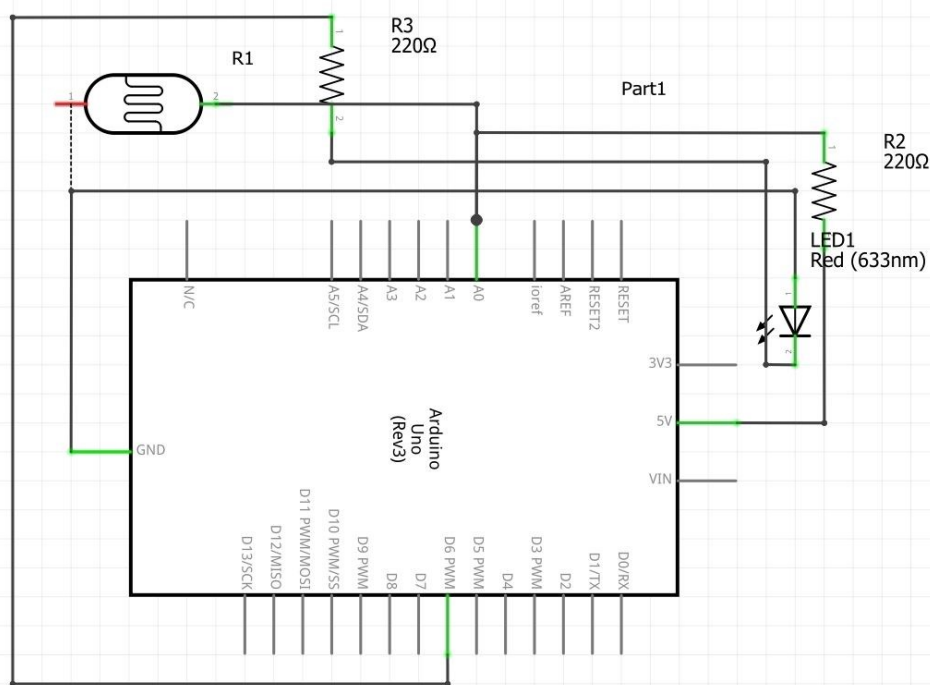 R3
220Ω
R1
1
1
2
Part1
2
1
R2
220Ω
LED1
Red (633nm)
N/C
A5/SCL
A4/SDA
A3
A2
A1
A0
ioref
AREF
RESET2
RESET
1
2
3V3
5V
VIN
GND
Arduino
Uno
(Rev3)
D13/SCK
D12/MISO
D11 PWM/MOSI
D10 PWM/SS
D9 PWM
D8
D7
D6 PWM
D5 PWM
D4
D3 PWM
D2
D1/TX
D0/RX